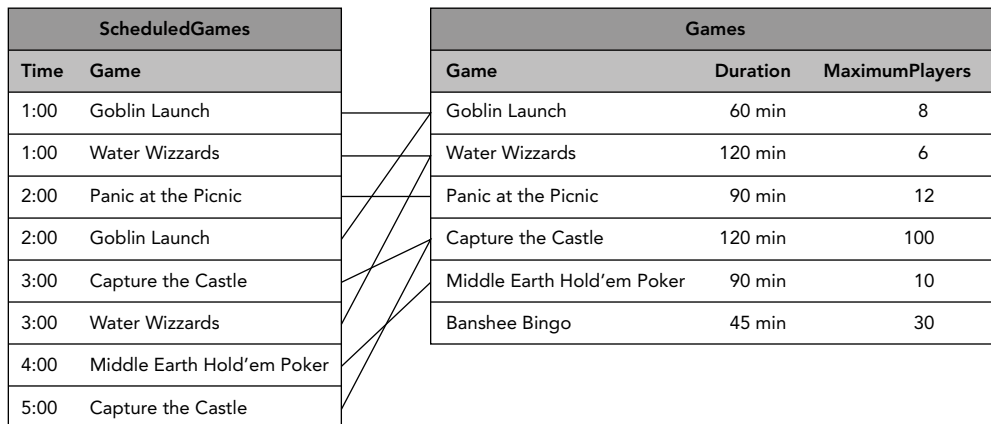 ScheduledGames
Time Game
1:00 Goblin Launch
1:00 Water Wizzards
2:00 Panic at the Picnic
2:00 Goblin Launch
3:00 Capture the Castle
3:00 Water Wizzards
4:00 Middle Earth Hold'em Poker
5:00 Capture the Castle
Games
Game Duration MaximumPlayers
Goblin Launch 60 min 8
Water Wizzards 120 min 6
Panic at the Picnic 90 min 12
Capture the Castle 120 min 100
Middle Earth Hold'em Poker 90 min 10
Banshee Bingo 45 min 30